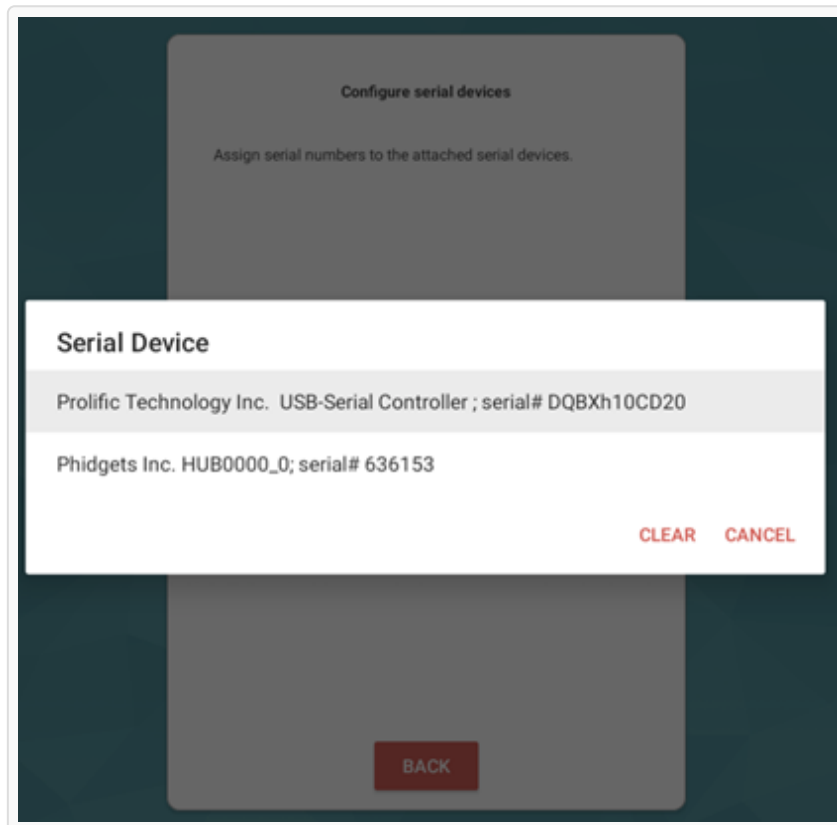 Configure serial devices
Assign serial numbers to the attached serial devices.
Serial Device
Prolific Technology Inc.  USB-Serial Controller ; serial# DQBXh10CD20
Phidgets Inc. HUB0000_0; serial# 636153
CLEAR CANCEL
BACK